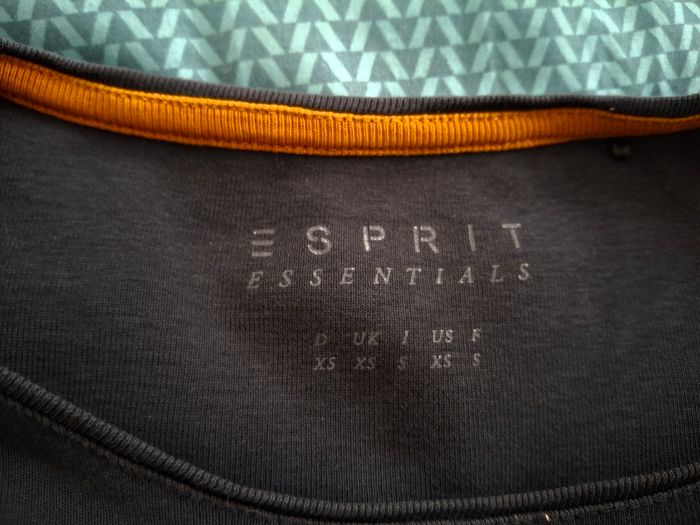 ESPRIT
ESSENTIALS
D UK I US F
XS XS S XS S